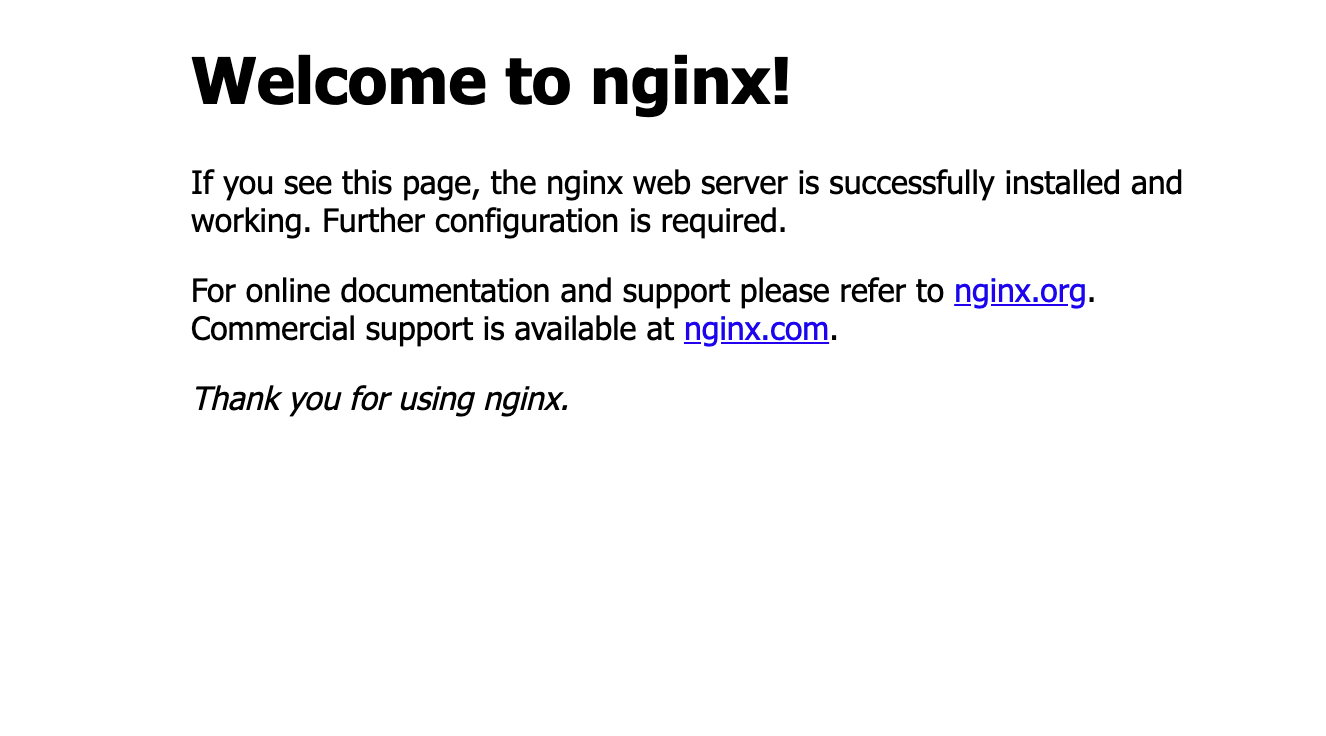 Welcome to nginx!
If you see this page, the nginx web server is successfully installed and
working. Further configuration is required.
For online documentation and support please refer to nginx.org.
Commercial support is available at nginx.com.
Thank you for using nginx.